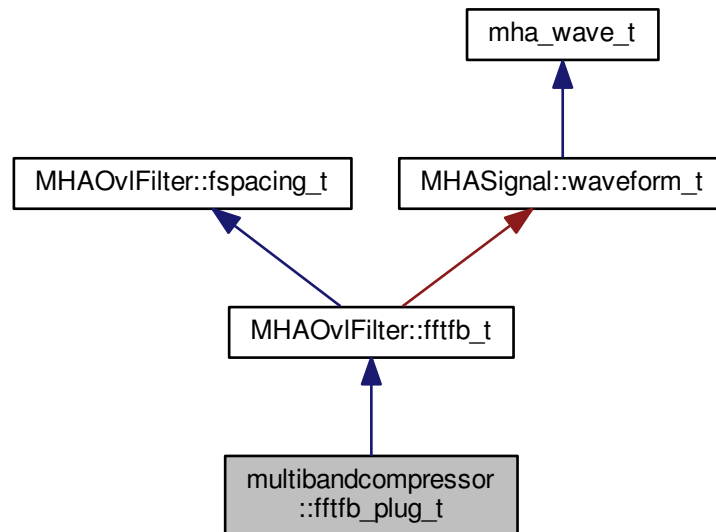 mha_wave_t
MHAOvlFilter::fspacing_t
MHASignal::waveform_t
MHAOvlFilter::fftfb_t
multibandcompressor
::fftfb_plug_t